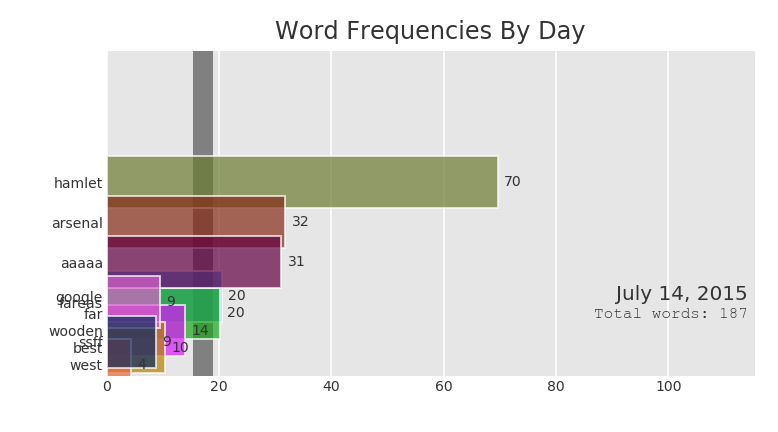 Word Frequencies By Day
hamlet 70
arsenal 32
aaaaa 31
google 20
fareas 9
far 20
wooden 14
ssff 9
best 10
west 4
July 14, 2015
Total words: 187
0 20 40 60 80 100